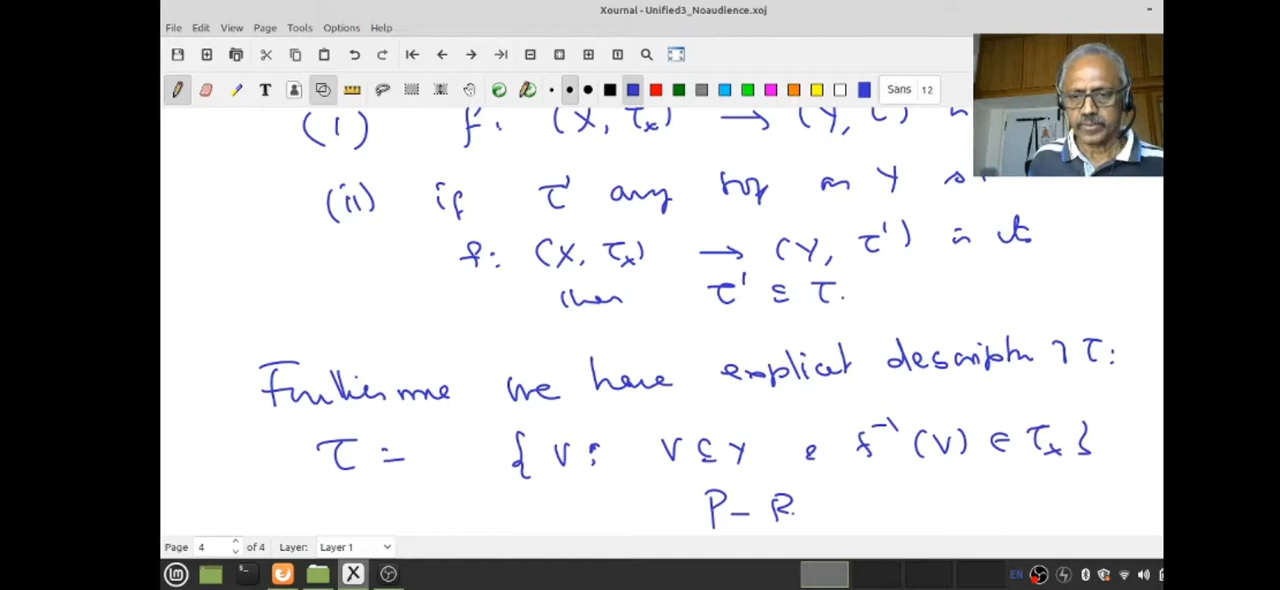 Xournal - Unified3_Noaudience.xoj
File Edit View Page Tools Options Help
Sans 12
(i) f: (X, τₓ) → (Y, τ)
(ii) if τ' any top on Y
f: (X, τₓ) → (Y, τ') is cts
then τ' ⊆ τ.
Furthermore we have explicit description of τ:
τ = { V : V ⊆ Y & f⁻¹(V) ∈ τₓ}
P - R.
Page 4 of 4 Layer: Layer 1
EN